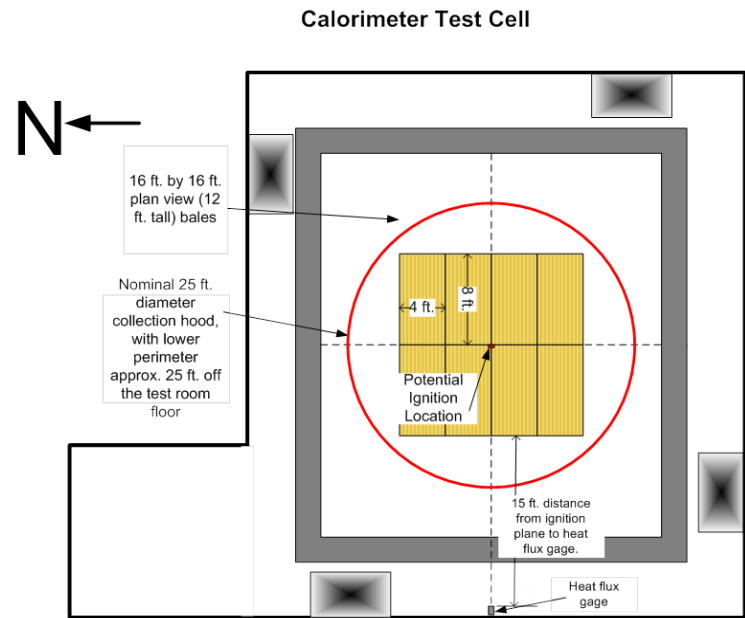 Calorimeter Test Cell
N
16 ft. by 16 ft.
plan view (12
ft. tall) bales
Nominal 25 ft.
diameter
collection hood,
with lower
perimeter
approx. 25 ft. off
the test room
floor
4 ft.
8 ft.
Potential
Ignition
Location
15 ft. distance
from ignition
plane to heat
flux gage.
Heat flux
gage